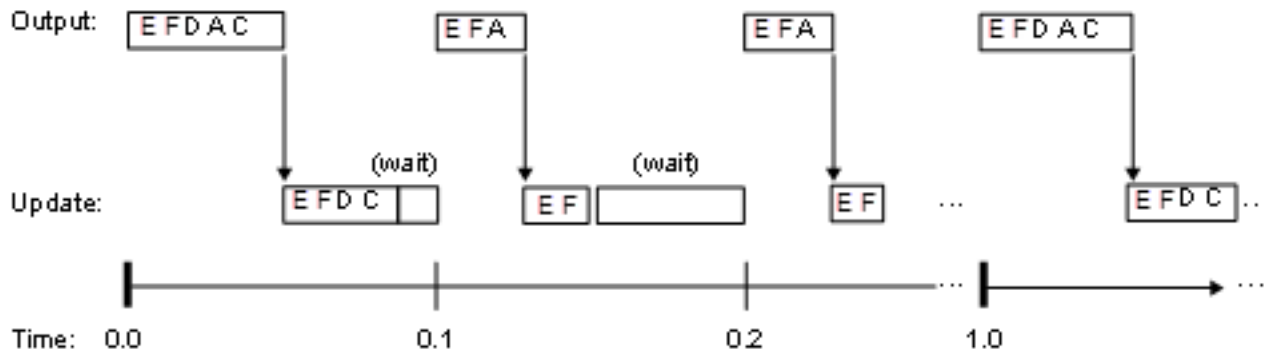 Output: E F D A C E F A E F A E F D A C
(wait) (wait)
Update: E F D C E F E F ... E F D C ..
... ...
Time: 0.0 0.1 0.2 1.0